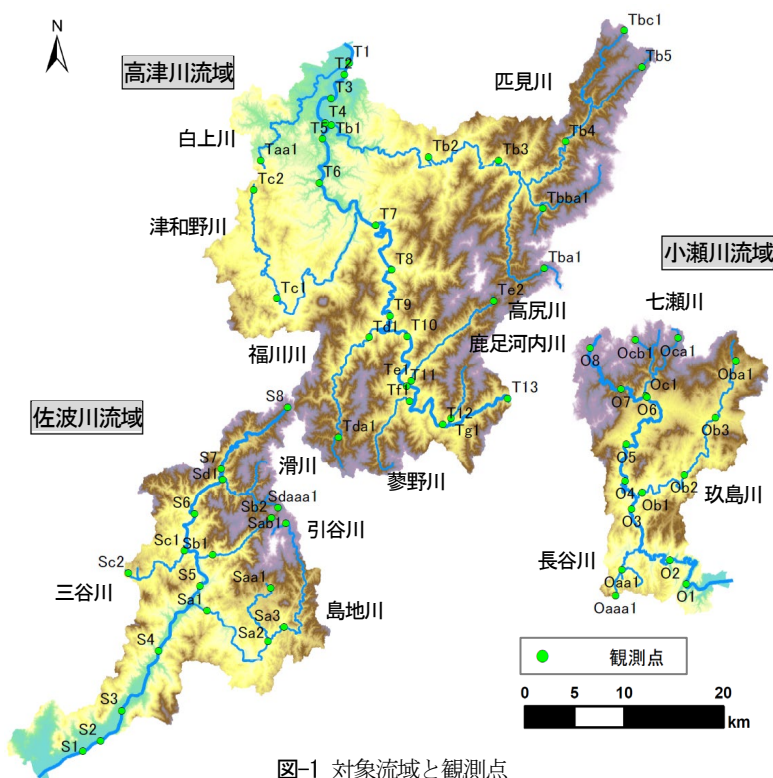 N
高津川流域
T1
T2
T3
T4
Tb1
T5
T6
白上川
Taa1
Tc2
津和野川
Tc1
匹見川
Tbc1
Tb5
Tb4
Tb2
Tb3
Tbba1
Tba1
T7
T8
T9
T10
Td1
Te2
高尻川
鹿足河内川
福川川
Te1
T11
Tf1
T12
Tg1
T13
Tda1
蓼野川
小瀬川流域
七瀬川
O8
Ocb1
Oca1
Oba1
Oc1
O7
O6
Ob3
O5
O4
Ob1
Ob2
玖島川
O3
長谷川
O2
Oaa1
O1
Oaaa1
佐波川流域
S8
S7
Sd1
滑川
S6
Sb2
Sdaaa1
Sab1
引谷川
Sc1
Sb1
Sc2
三谷川
S5
Saa1
Sa1
島地川
Sa3
Sa2
S4
S3
S2
S1
観測点
0 5 10 20
km
図-1 対象流域と観測点